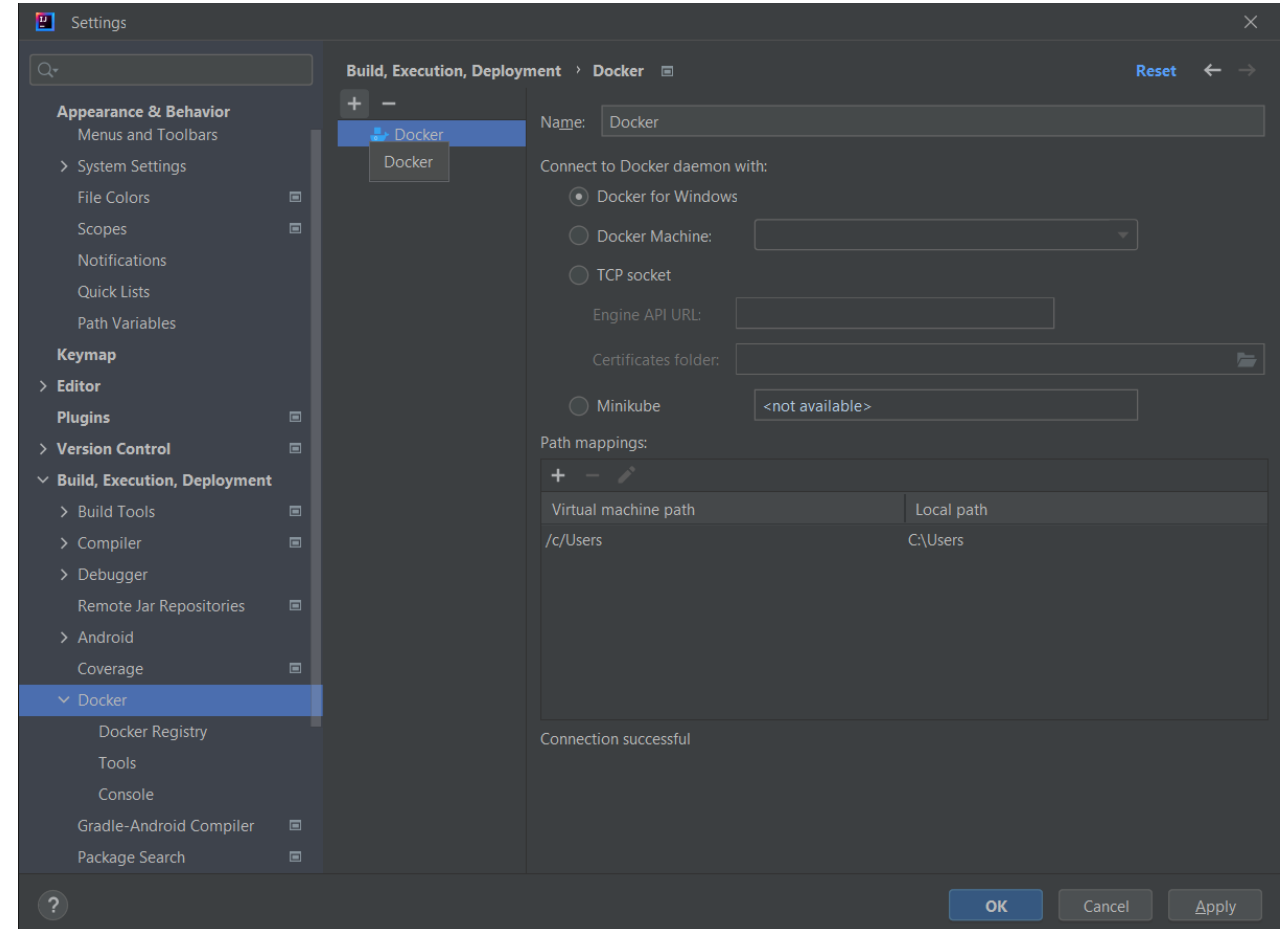 Settings
Appearance & Behavior
Menus and Toolbars
System Settings
File Colors
Scopes
Notifications
Quick Lists
Path Variables
Keymap
Editor
Plugins
Version Control
Build, Execution, Deployment
Build Tools
Compiler
Debugger
Remote Jar Repositories
Android
Coverage
Docker
Docker Registry
Tools
Console
Gradle-Android Compiler
Package Search
Build, Execution, Deployment › Docker
Reset
Docker
Docker
Name: Docker
Connect to Docker daemon with:
Docker for Windows
Docker Machine:
TCP socket
Engine API URL:
Certificates folder:
Minikube <not available>
Path mappings:
Virtual machine path Local path
/c/Users C:\Users
Connection successful
?
OK Cancel Apply